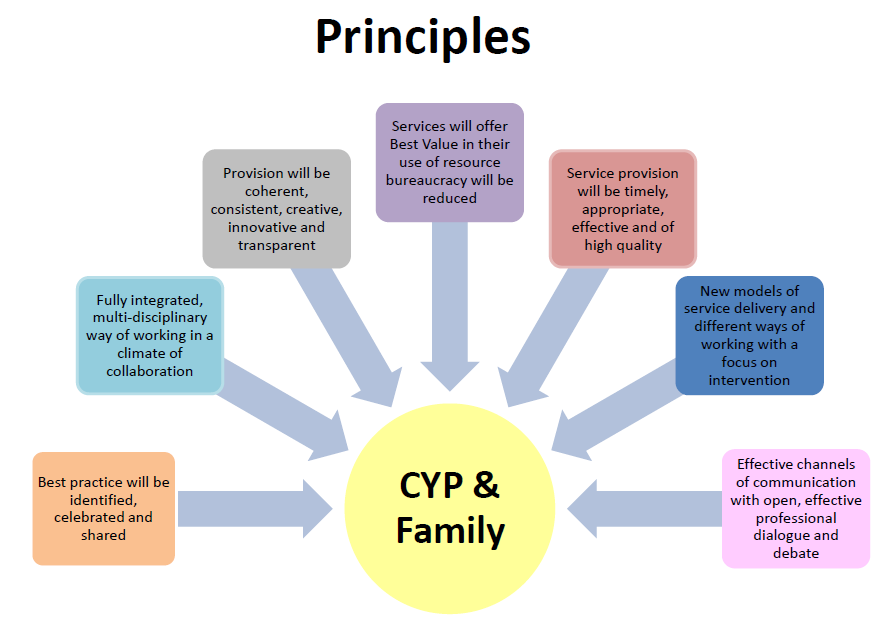 Principles
Services will offer
Best Value in their
use of resource
bureaucracy will be
reduced
Provision will be
coherent,
consistent, creative,
innovative and
transparent
Service provision
will be timely,
appropriate,
effective and of
high quality
Fully integrated,
multi-disciplinary
way of working in a
climate of
collaboration
New models of
service delivery and
different ways of
working with a
focus on
intervention
Best practice will be
identified,
celebrated and
shared
CYP &
Family
Effective channels
of communication
with open, effective
professional
dialogue and
debate